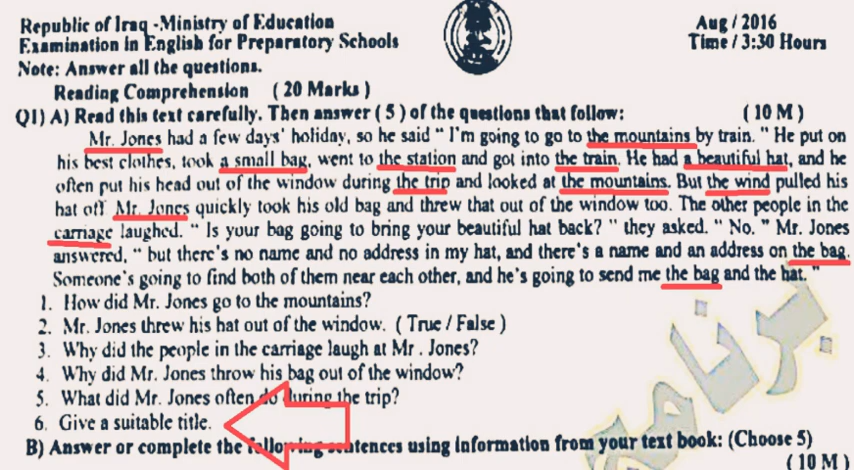 Republic of Iraq -Ministry of Education
Examination in English for Preparatory Schools
Note: Answer all the questions.
Aug / 2016
Time / 3:30 Hours
Reading Comprehension ( 20 Marks )
Q1) A) Read this text carefully. Then answer ( 5 ) of the questions that follow: ( 10 M )
Mr. Jones had a few days' holiday, so he said " I'm going to go to the mountains by train. " He put on
his best clothes, took a small bag, went to the station and got into the train. He had a beautiful hat, and he
often put his head out of the window during the trip and looked at the mountains. But the wind pulled his
hat off Mr. Jones quickly took his old bag and threw that out of the window too. The other people in the
carriage laughed. " Is your bag going to bring your beautiful hat back? " they asked. " No. " Mr. Jones
answered, " but there's no name and no address in my hat, and there's a name and an address on the bag.
Someone's going to find both of them near each other, and he's going to send me the bag and the hat. "
1. How did Mr. Jones go to the mountains?
2. Mr. Jones threw his hat out of the window. ( True / False )
3. Why did the people in the carriage laugh at Mr . Jones?
4. Why did Mr. Jones throw his bag out of the window?
5. What did Mr. Jones often do during the trip?
6. Give a suitable title.
B) Answer or complete the following sentences using information from your text book: (Choose 5)
( 10 M )
برنامج